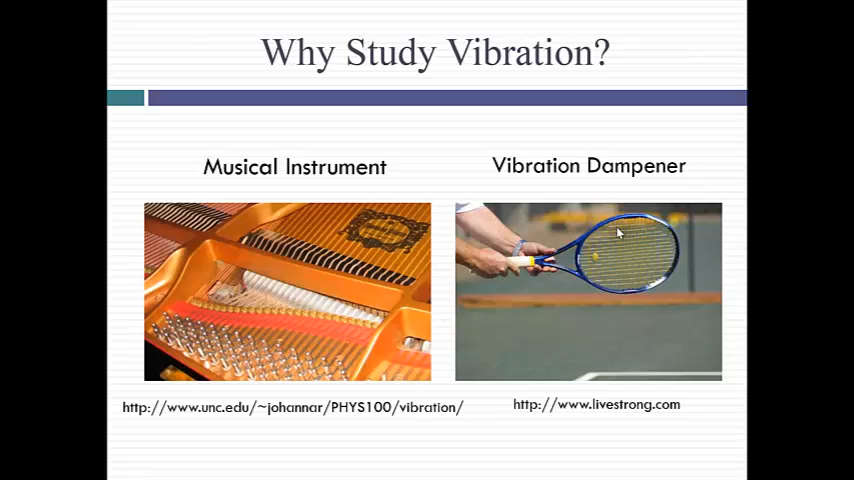 Why Study Vibration?
Musical Instrument
Vibration Dampener
http://www.unc.edu/~johannar/PHYS100/vibration/
http://www.livestrong.com